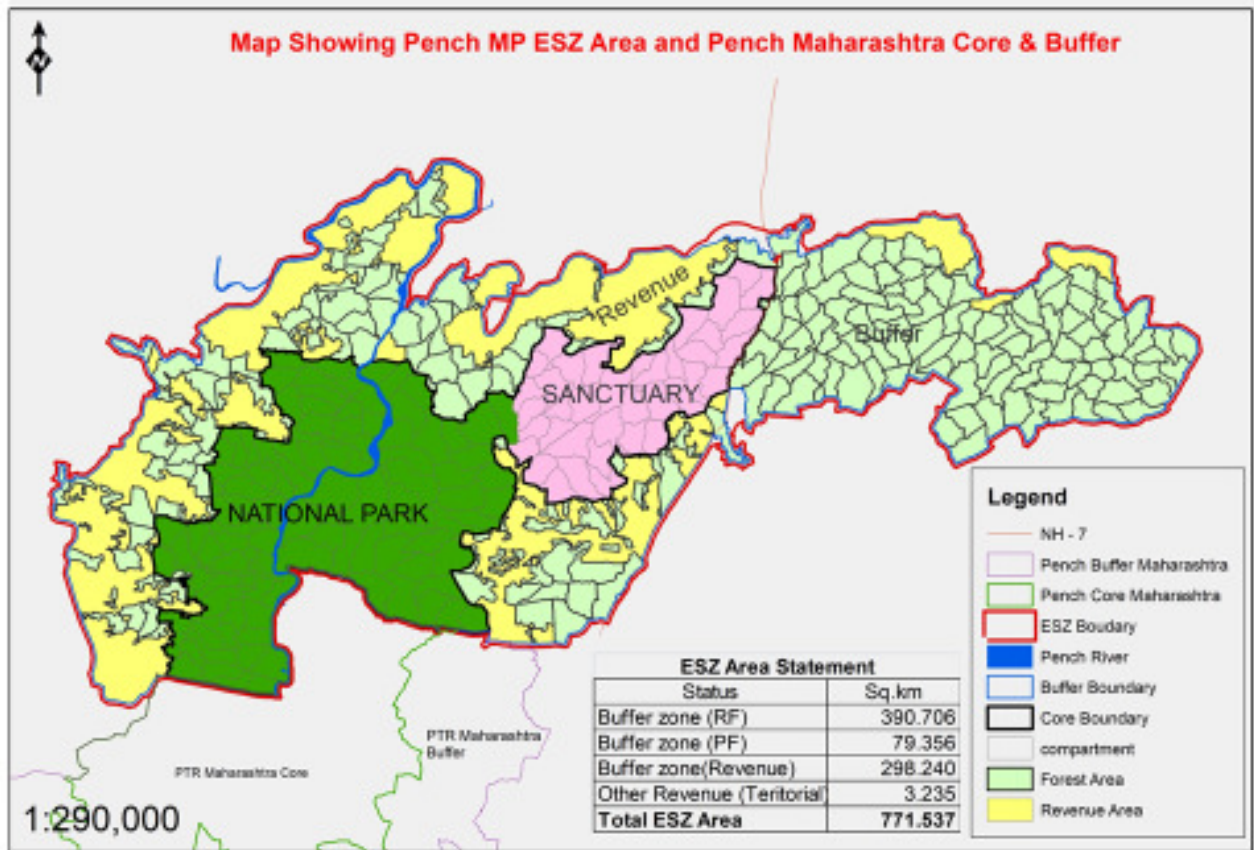 Map Showing Pench MP ESZ Area and Pench Maharashtra Core & Buffer
N
Revenue
Buffer
SANCTUARY
NATIONAL PARK
Legend
NH - 7
Pench Buffer Maharashtra
Pench Core Maharashtra
ESZ Boudary
Pench River
Buffer Boundary
Core Boundary
compartment
Forest Area
Revenue Area
ESZ Area Statement
Status Sq.km
Buffer zone (RF) 390.706
Buffer zone (PF) 79.356
Buffer zone(Revenue) 298.240
Other Revenue (Teritorial) 3.235
Total ESZ Area 771.537
PTR Maharashtra
Buffer
PTR Maharashtra Core
1:290,000